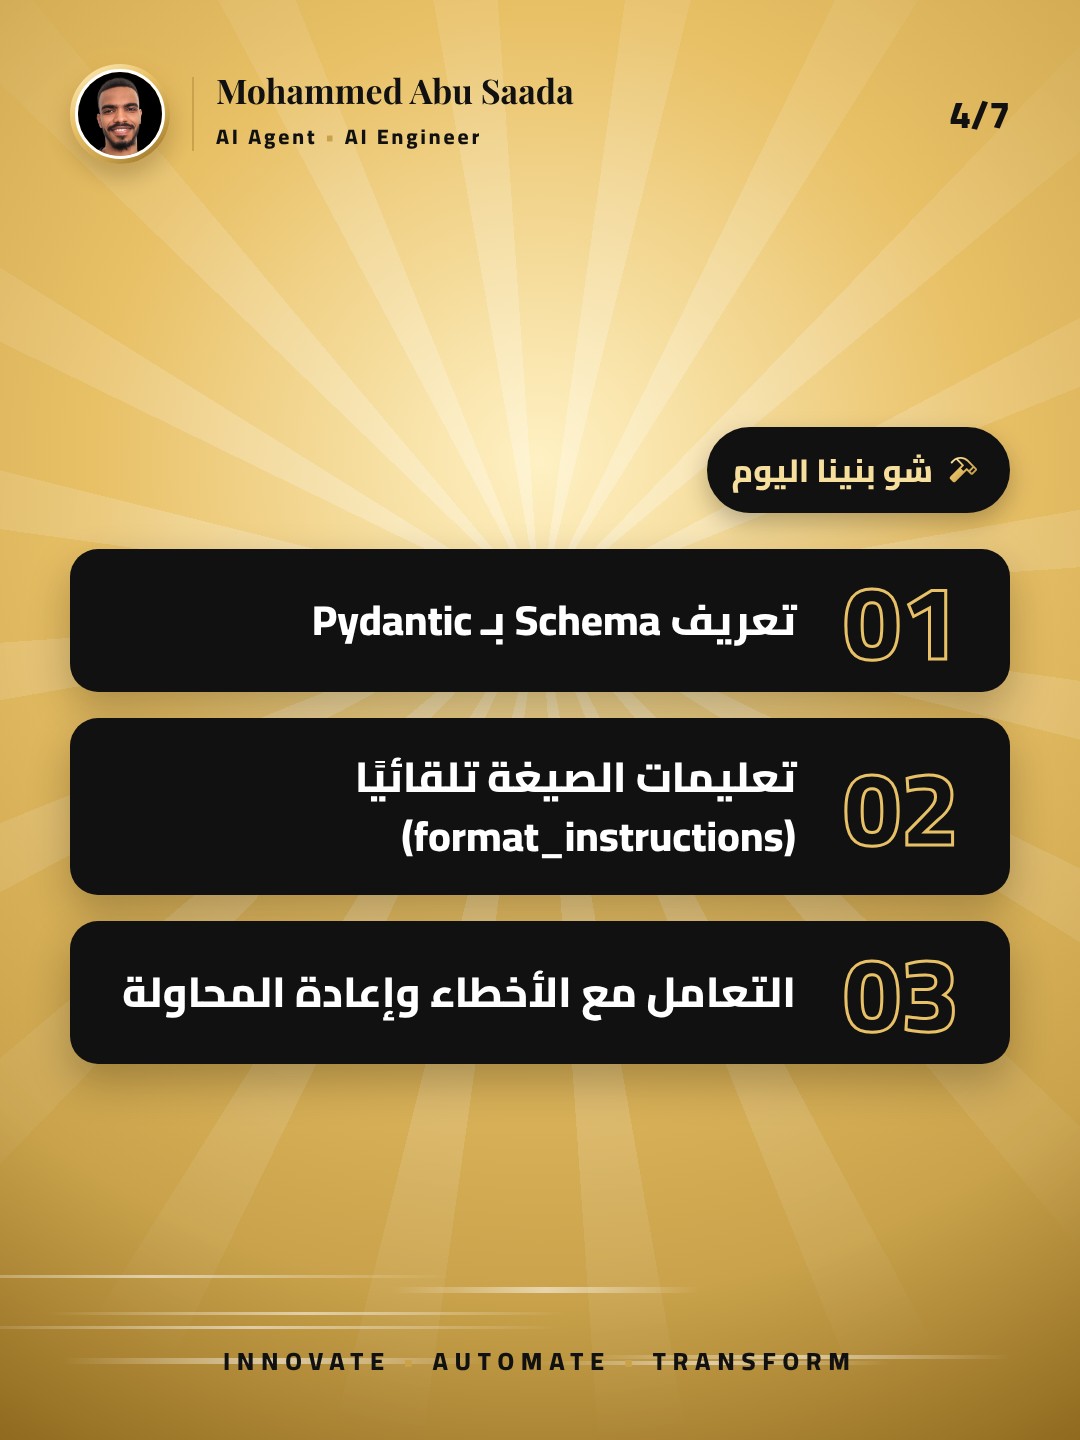 Mohammed Abu Saada
AI Agent ▪ AI Engineer
4/7
شو بنينا اليوم
01
تعريف Schema بـ Pydantic
02
تعليمات الصيغة تلقائيًا
(format_instructions)
03
التعامل مع الأخطاء وإعادة المحاولة
INNOVATE ▪ AUTOMATE ▪ TRANSFORM